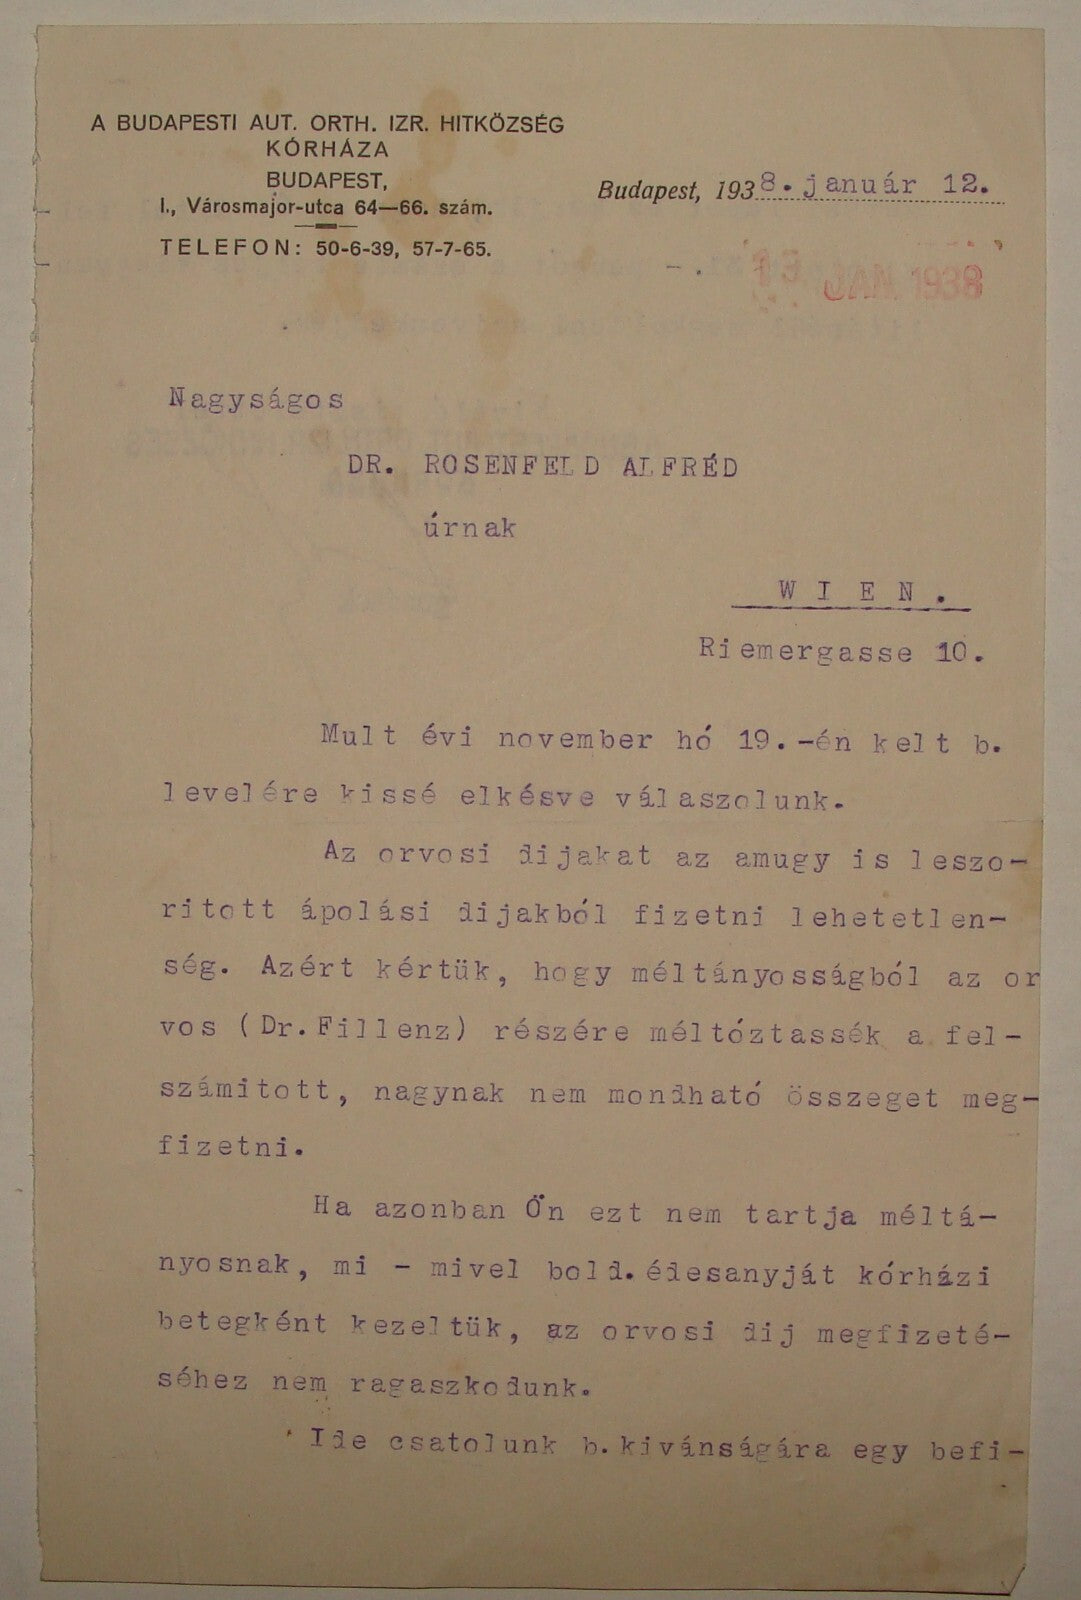 A BUDAPESTI AUT. ORTH. IZR. HITKÖZSÉG
KÓRHÁZA
BUDAPEST,
I., Városmajor-utca 64—66. szám.
TELEFON: 50-6-39, 57-7-65.
Budapest, 1938. január 12.
JAN 1938
Nagyságos
DR. ROSENFELD ALFRÉD
úrnak
WIEN.
Riemergasse 10.
Mult évi november hó 19.-én kelt b.
levelére kissé elkésve válaszolunk.
Az orvosi dijakat az amugy is leszo-
ritott ápolási dijakból fizetni lehetetlen-
ség. Azért kértük, hogy méltányosságból az or
vos (Dr.Fillenz) részére méltóztassék a fel-
számitott, nagynak nem mondható összeget meg-
fizetni.
Ha azonban Ön ezt nem tartja méltá-
nyosnak, mi - mivel bold.édesanyját kórházi
betegként kezeltük, az orvosi dij megfizeté-
séhez nem ragaszkodunk.
Ide csatolunk b.kivánságára egy befi-